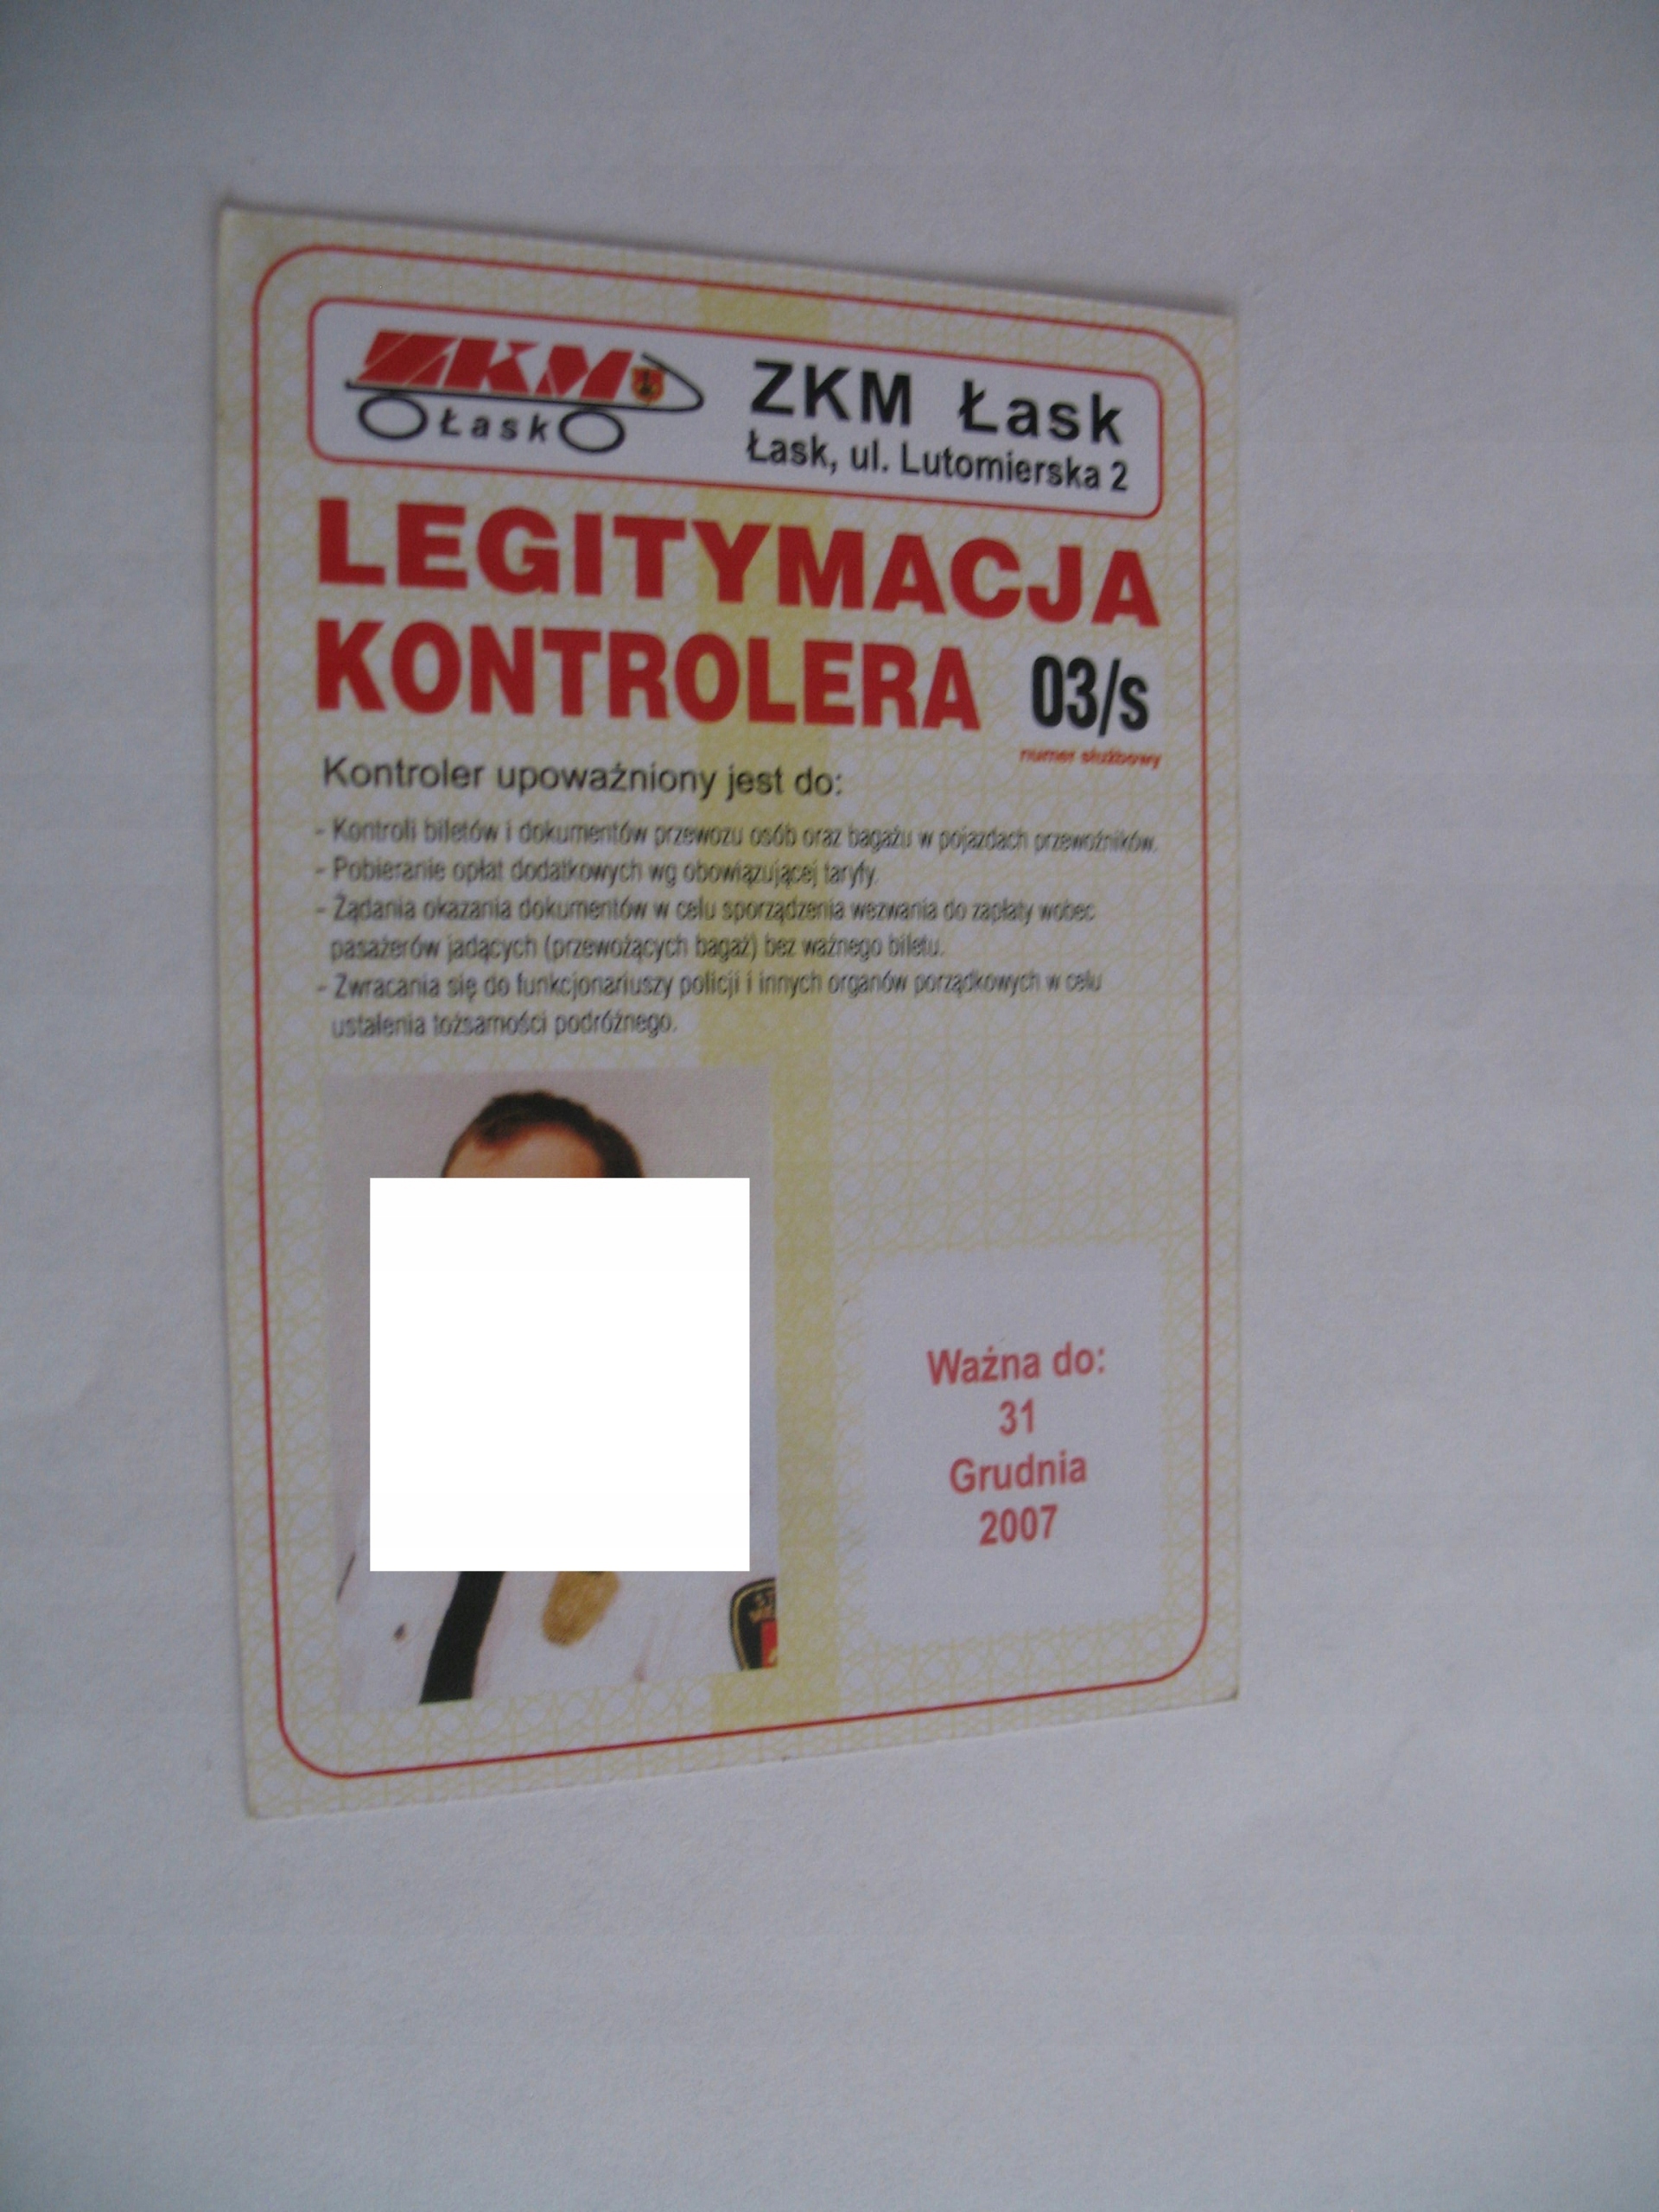 ZKM
Łask
ZKM Łask
Łask, ul. Lutomierska 2
LEGITYMACJA
KONTROLERA 03/s
numer służbowy
Kontroler upoważniony jest do:
- Kontroli biletów i dokumentów przewozu osób oraz bagażu w pojazdach przewoźników.
- Pobieranie opłat dodatkowych wg obowiązującej taryfy.
- Żądania okazania dokumentów w celu sporządzenia wezwania do zapłaty wobec
pasażerów jadących (przewożących bagaż) bez ważnego biletu.
- Zwracania się do funkcjonariuszy policji i innych organów porządkowych w celu
ustalenia tożsamości podróżnego.
Ważna do:
31
Grudnia
2007